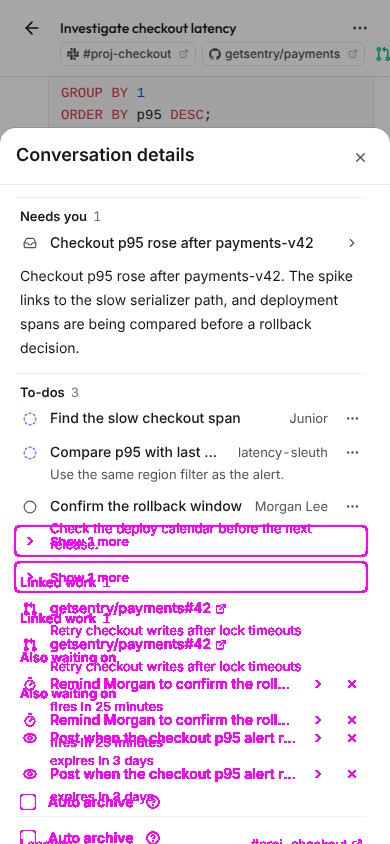 Investigate checkout latency
#proj-checkout
getsentry/payments
GROUP BY 1
ORDER BY p95 DESC;
Conversation details
Needs you 1
Checkout p95 rose after payments-v42
Checkout p95 rose after payments-v42. The spike
links to the slow serializer path, and deployment
spans are being compared before a rollback
decision.
To-dos 3
Find the slow checkout span Junior
Compare p95 with last ... latency-sleuth
Use the same region filter as the alert.
Confirm the rollback window Morgan Lee
Check the deploy calendar before the next
release.
Show 1 more
Show 1 more
Linked work 1
getsentry/payments#42
Linked work 1
Retry checkout writes after lock timeouts
getsentry/payments#42
Also waiting on
Retry checkout writes after lock timeouts
Remind Morgan to confirm the roll...
Also waiting on
fires in 25 minutes
Remind Morgan to confirm the roll...
Post when the checkout p95 alert r...
fires in 25 minutes
expires in 3 days
Post when the checkout p95 alert r...
expires in 3 days
Auto archive
Auto archive
#proj-checkout